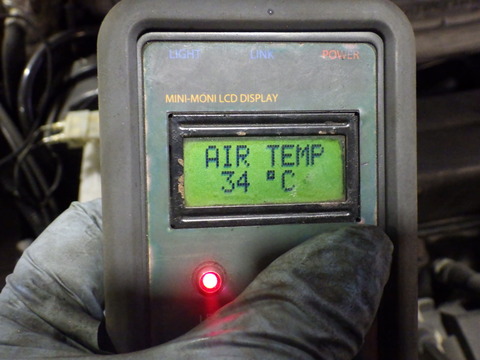 LIGHT LINK POWER
MINI-MONI LCD DISPLAY
AIR TEMP
34 °C